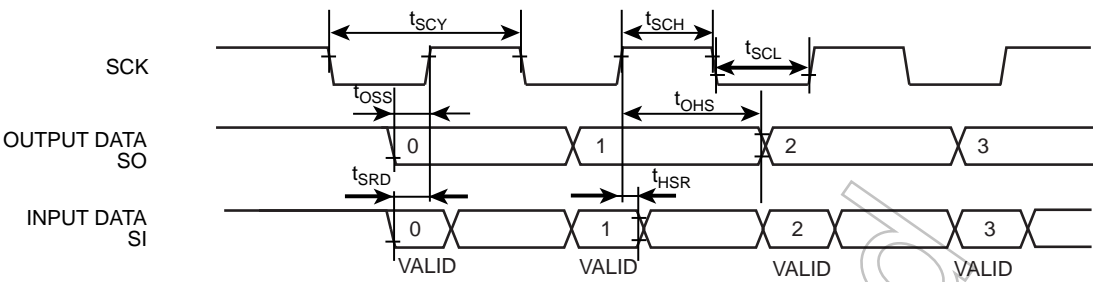 tSCY
tSCH
tSCL
SCK
tOSS
tOHS
OUTPUT DATA
SO
0 1 2 3
tSRD
tHSR
INPUT DATA
SI
0 1 2 3
VALID VALID VALID VALID